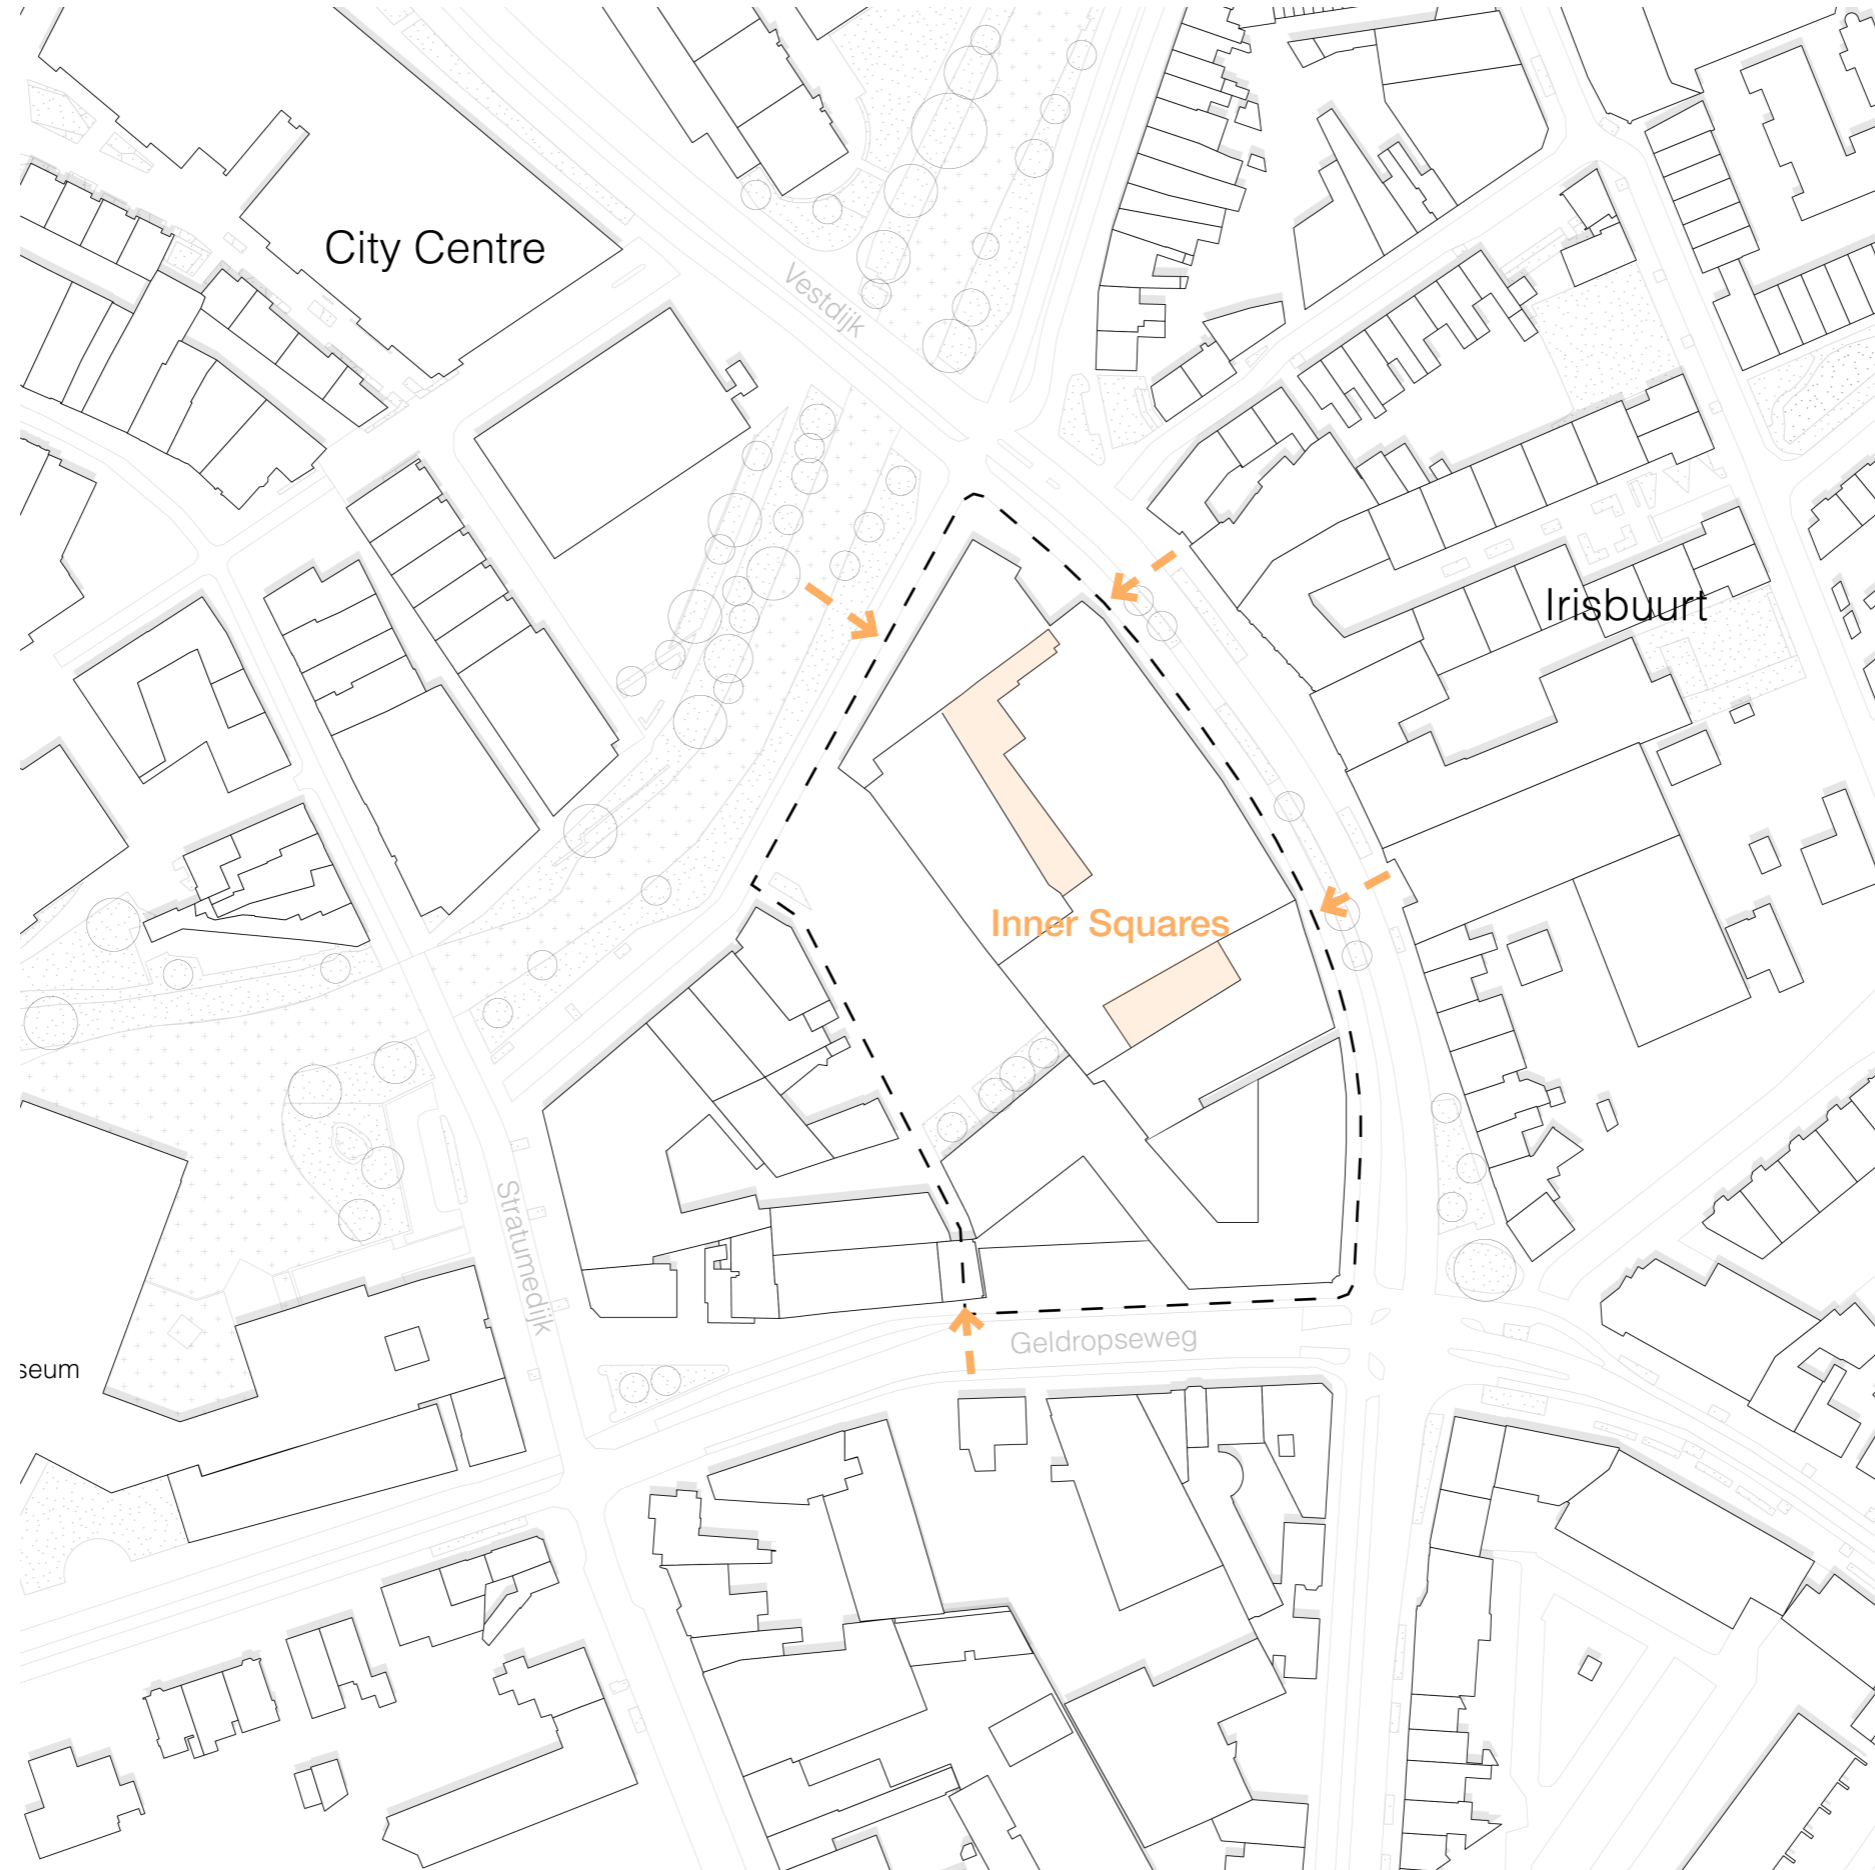 City Centre
Vestdijk
Irisbuurt
Inner Squares
Stratumedijk
Geldropseweg
seum